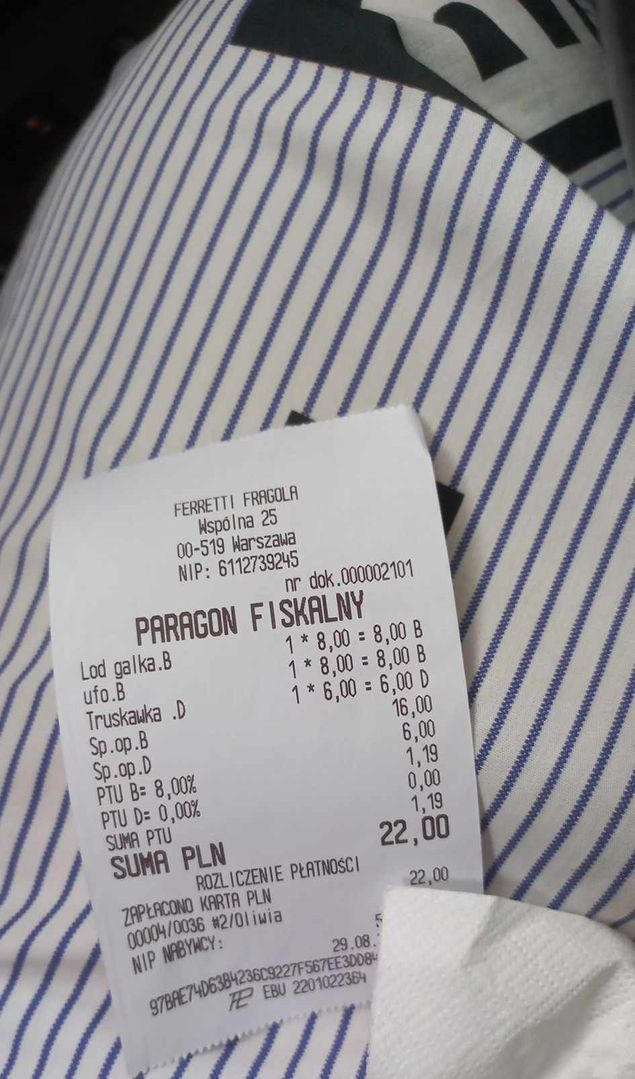 FERRETTI FRAGOLA
Wspólna 25
00-519 Warszawa
NIP: 6112739245
nr dok.000002101
PARAGON FISKALNY
Lod galka.B 1 * 8,00 = 8,00 B
ufo.B 1 * 8,00 = 8,00 B
Truskawka .D 1 * 6,00 = 6,00 D
Sp.op.B 16,00
Sp.op.D 6,00
PTU B= 8,00% 1,19
PTU D= 0,00% 0,00
SUMA PTU 1,19
SUMA PLN 22,00
ROZLICZENIE PŁATNOŚCI
ZAPŁACONO KARTA PLN 22,00
00004/0036 #2/Oliwia
NIP NABYWCY: 5
29.08.
97BAE74D63B4236C9227F567EE3DD84
EBU 2201022364